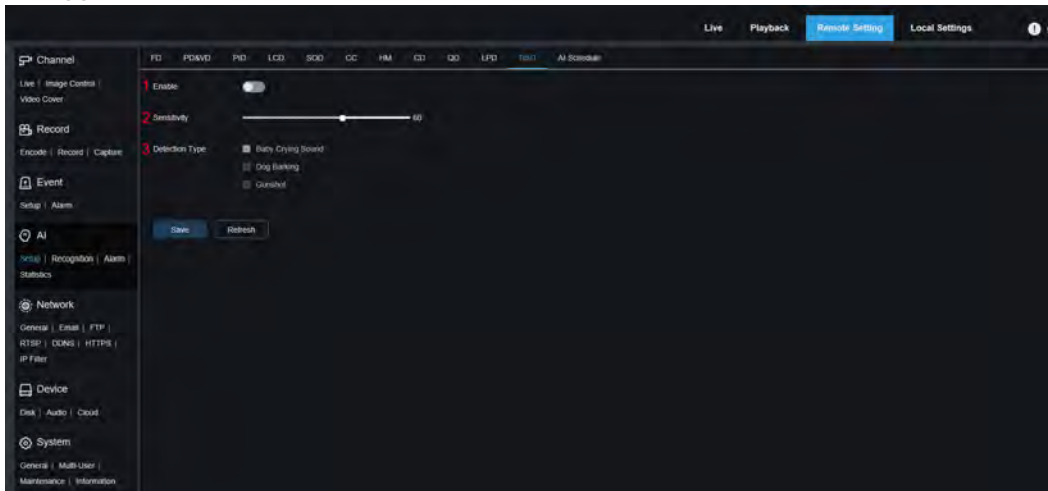 Live Playback Remote Setting Local Settings
Channel
Live | Image Control |
Video Cover
Record
Encode | Record | Capture
Event
Setup | Alarm
AI
Setup | Recognition | Alarm |
Statistics
Network
General | Email | FTP |
RTSP | DDNS | HTTPS |
IP Filter
Device
Disk | Audio | Cloud
System
General | Multi-User |
Maintenance | Information
FD PD&VD PID LCD SOD CC HM CD QD LPD AI Schedule
1 Enable
2 Sensitivity 60
3 Detection Type Baby Crying Sound
Dog Barking
Gunshot
Save Refresh